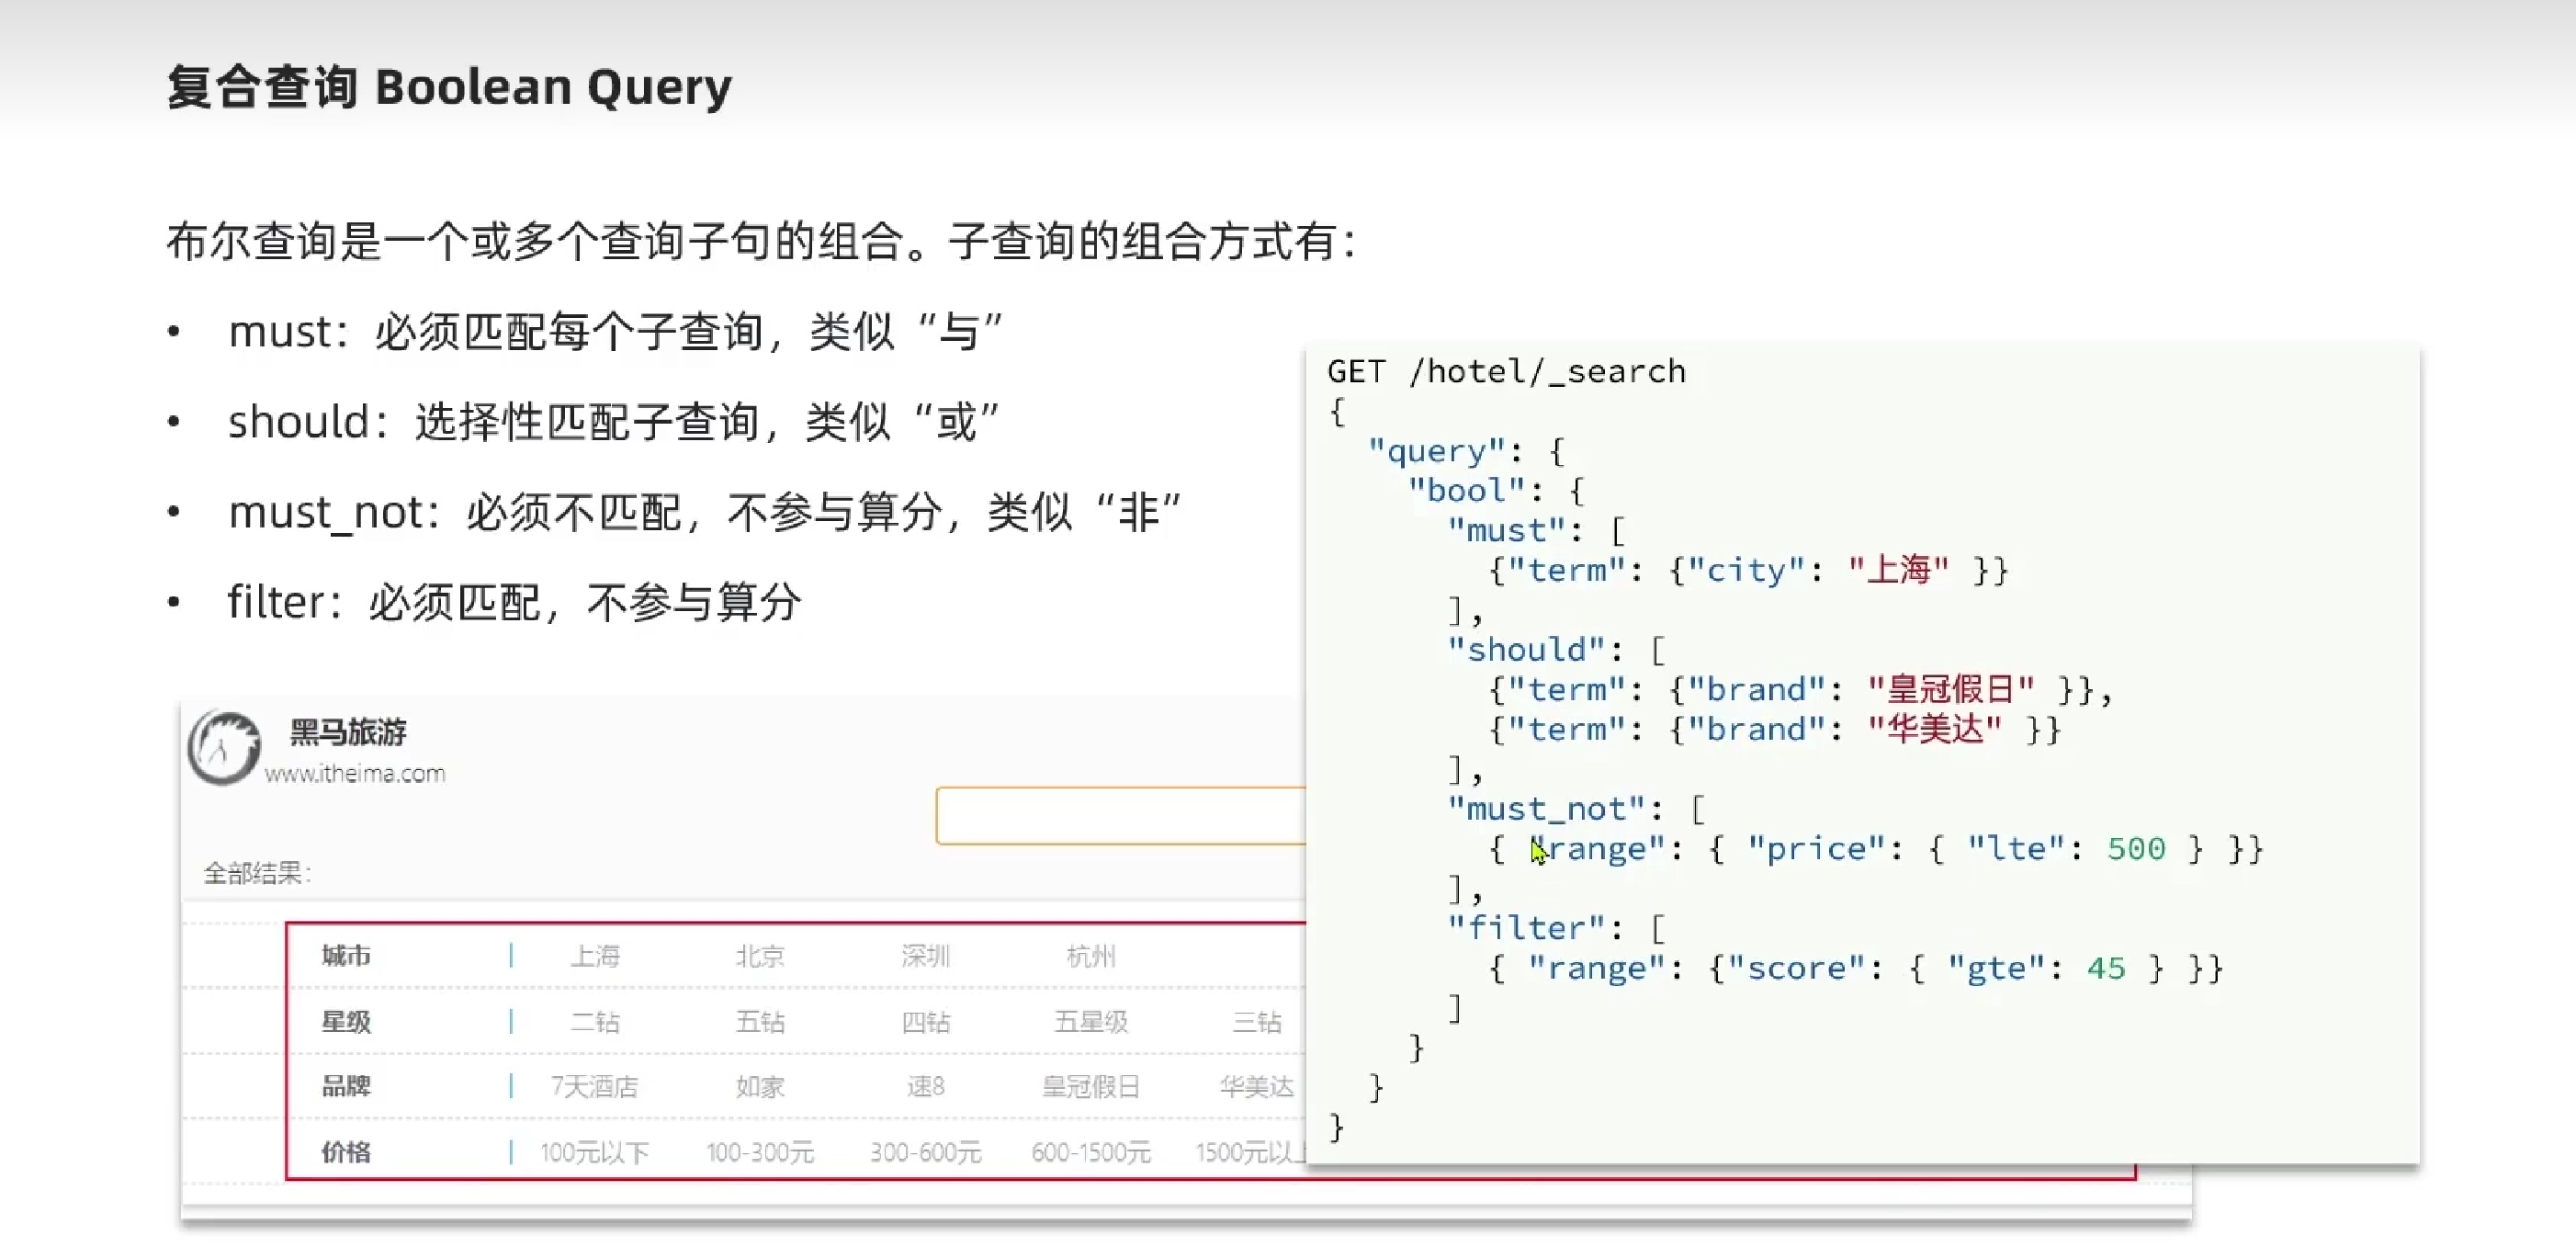 复合查询 Boolean Query
布尔查询是一个或多个查询子句的组合。子查询的组合方式有：
• must：必须匹配每个子查询，类似“与”
• should：选择性匹配子查询，类似“或”
• must_not：必须不匹配，不参与算分，类似“非”
• filter：必须匹配，不参与算分
黑马旅游
www.itheima.com
全部结果：
城市 | 上海 北京 深圳 杭州
星级 | 二钻 五钻 四钻 五星级 三钻
品牌 | 7天酒店 如家 速8 皇冠假日 华美达
价格 | 100元以下 100-300元 300-600元 600-1500元 1500元以上
GET /hotel/_search
{
  "query": {
    "bool": {
      "must": [
        {"term": {"city": "上海" }}
      ],
      "should": [
        {"term": {"brand": "皇冠假日" }},
        {"term": {"brand": "华美达" }}
      ],
      "must_not": [
        { "range": { "price": { "lte": 500 } }}
      ],
      "filter": [
        { "range": {"score": { "gte": 45 } }}
      ]
    }
  }
}